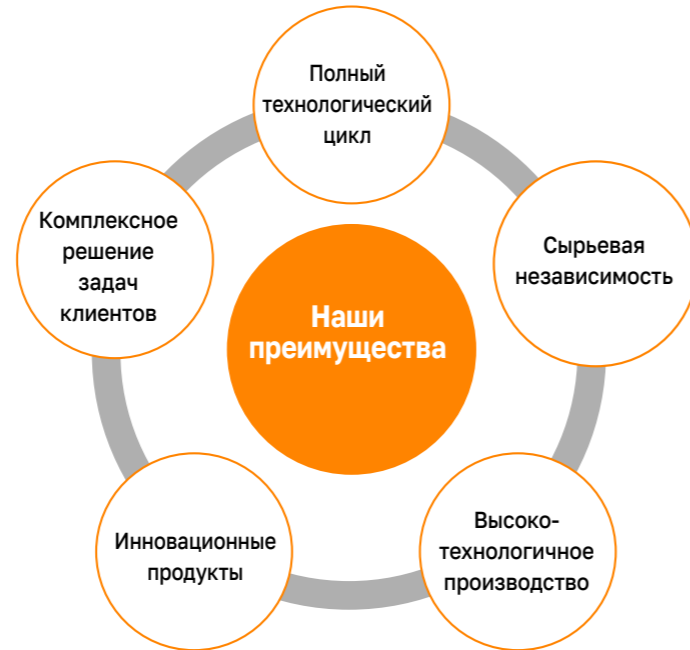 Полный
технологический
цикл
Комплексное
решение
задач
клиентов
Сырьевая
независимость
Наши
преимущества
Инновационные
продукты
Высоко-
технологичное
производство